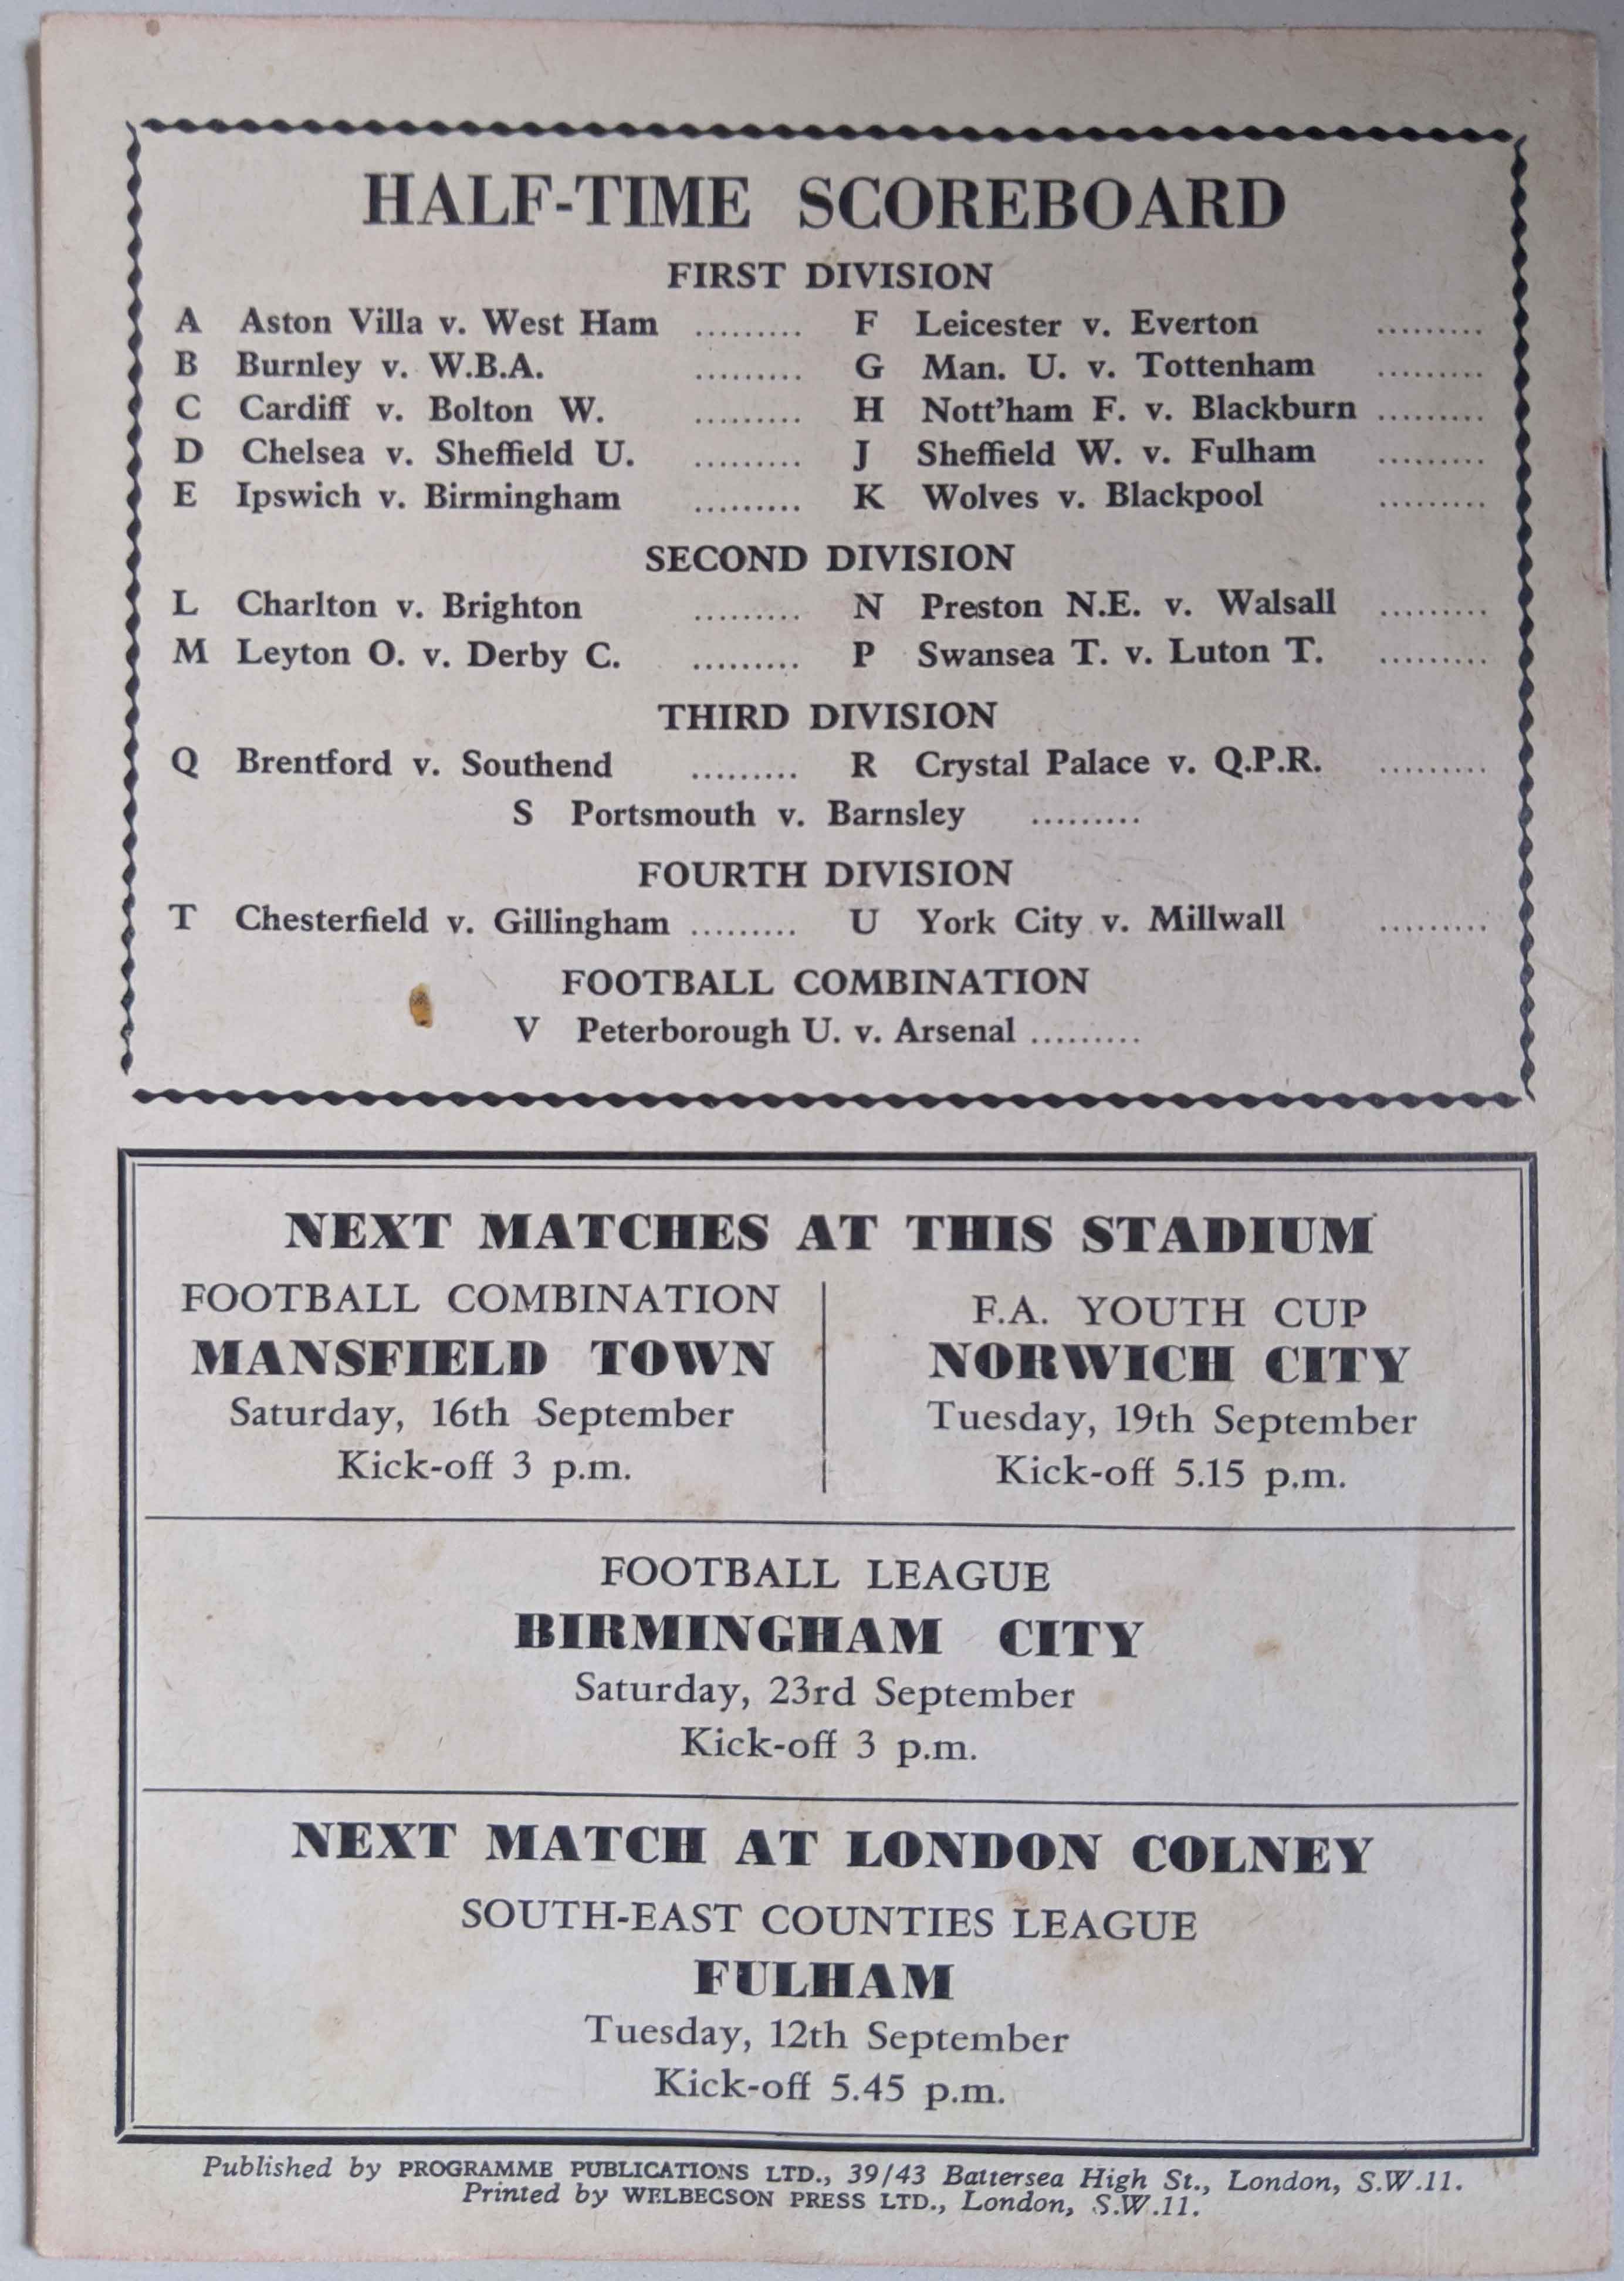 HALF-TIME SCOREBOARD
FIRST DIVISION
A Aston Villa v. West Ham ......... F Leicester v. Everton .........
B Burnley v. W.B.A. ......... G Man. U. v. Tottenham .........
C Cardiff v. Bolton W. ......... H Nott'ham F. v. Blackburn .........
D Chelsea v. Sheffield U. ......... J Sheffield W. v. Fulham .........
E Ipswich v. Birmingham ......... K Wolves v. Blackpool .........
SECOND DIVISION
L Charlton v. Brighton ......... N Preston N.E. v. Walsall .........
M Leyton O. v. Derby C. ......... P Swansea T. v. Luton T. .........
THIRD DIVISION
Q Brentford v. Southend ......... R Crystal Palace v. Q.P.R. .........
S Portsmouth v. Barnsley .........
FOURTH DIVISION
T Chesterfield v. Gillingham ......... U York City v. Millwall .........
FOOTBALL COMBINATION
V Peterborough U. v. Arsenal .........
NEXT MATCHES AT THIS STADIUM
FOOTBALL COMBINATION
MANSFIELD TOWN
Saturday, 16th September
Kick-off 3 p.m.
F.A. YOUTH CUP
NORWICH CITY
Tuesday, 19th September
Kick-off 5.15 p.m.
FOOTBALL LEAGUE
BIRMINGHAM CITY
Saturday, 23rd September
Kick-off 3 p.m.
NEXT MATCH AT LONDON COLNEY
SOUTH-EAST COUNTIES LEAGUE
FULHAM
Tuesday, 12th September
Kick-off 5.45 p.m.
Published by PROGRAMME PUBLICATIONS LTD., 39/43 Battersea High St., London, S.W.11.
Printed by WELBECSON PRESS LTD., London, S.W.11.